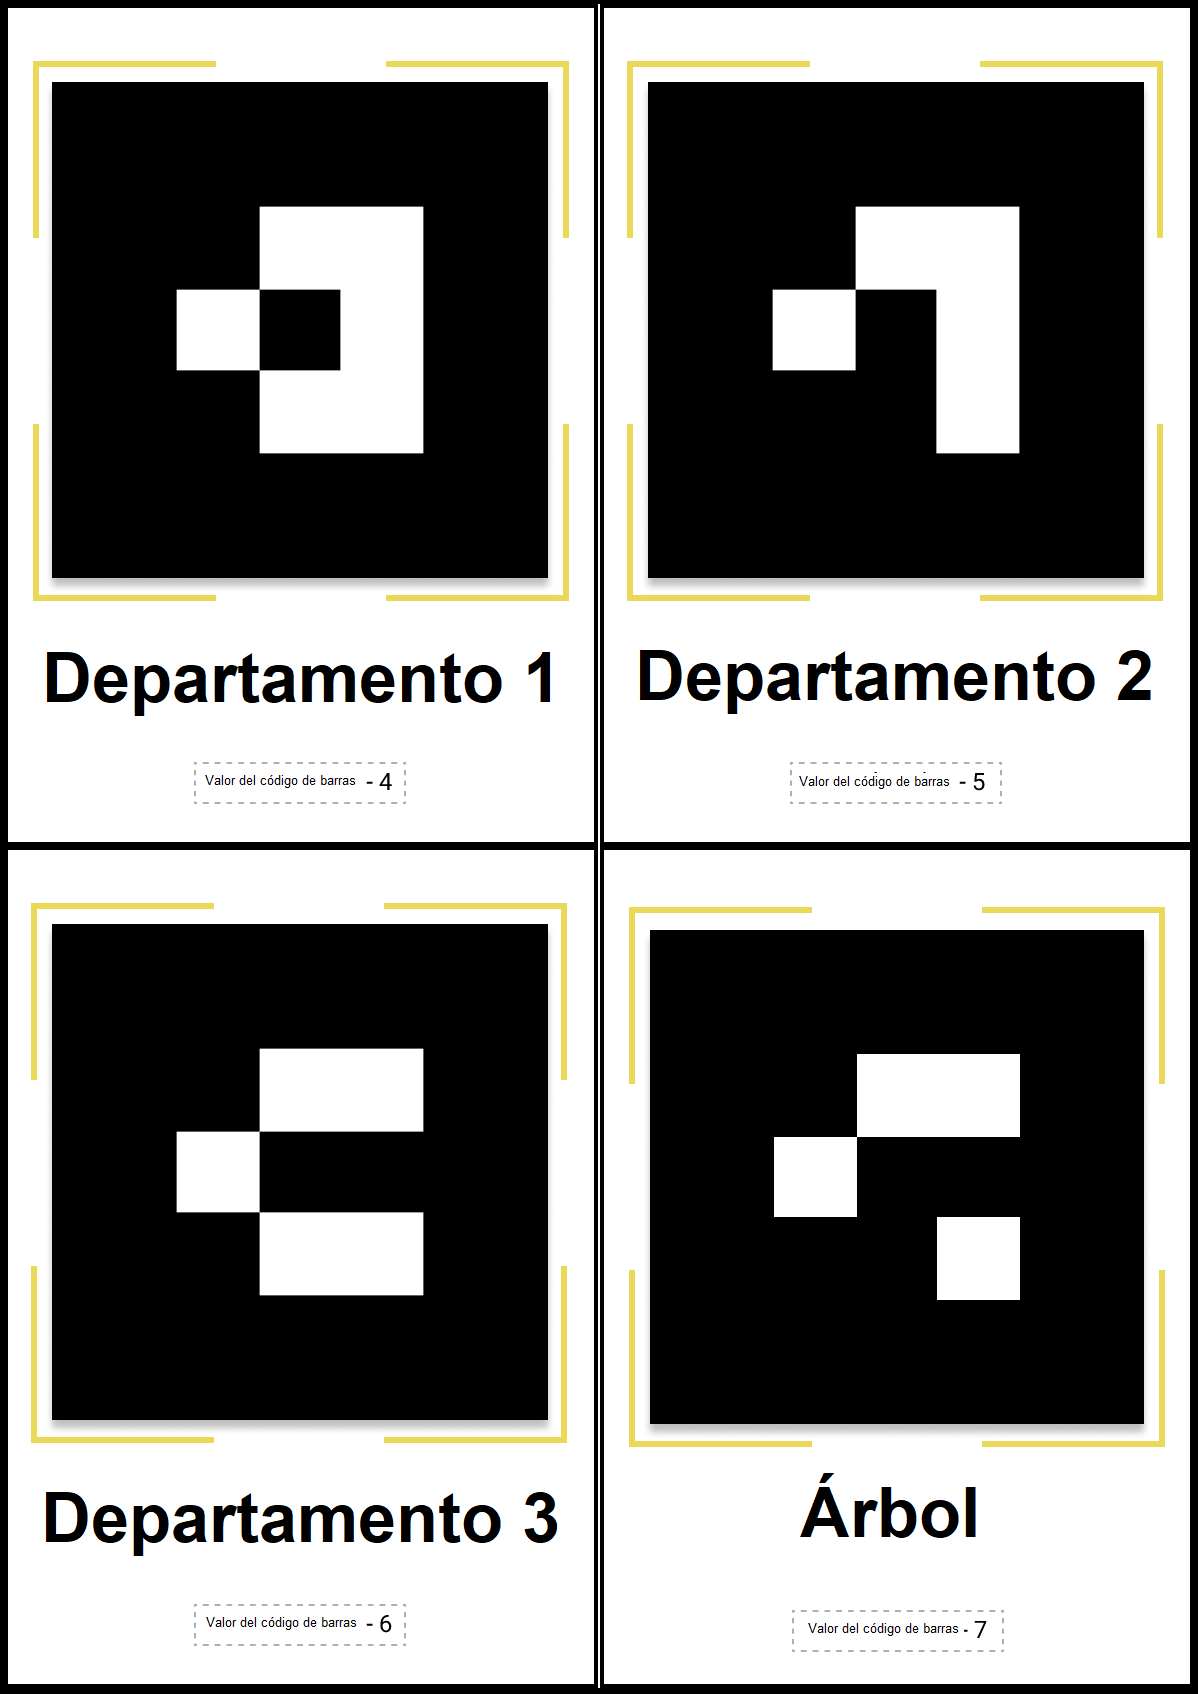 Departamento 1
Valor del código de barras - 4
Departamento 2
Valor del código de barras - 5
Departamento 3
Valor del código de barras - 6
Árbol
Valor del código de barras - 7